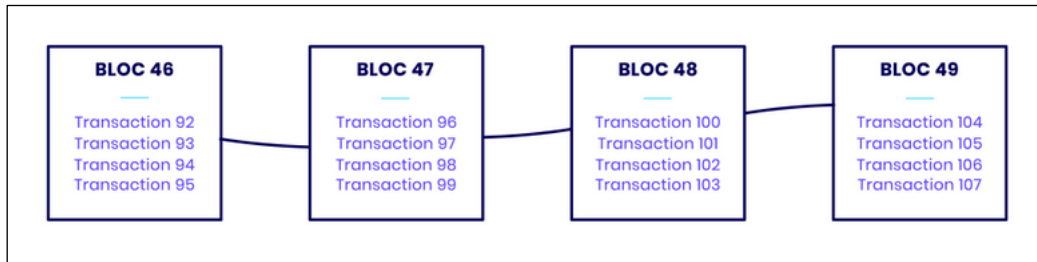 BLOC 46
Transaction 92
Transaction 93
Transaction 94
Transaction 95
BLOC 47
Transaction 96
Transaction 97
Transaction 98
Transaction 99
BLOC 48
Transaction 100
Transaction 101
Transaction 102
Transaction 103
BLOC 49
Transaction 104
Transaction 105
Transaction 106
Transaction 107